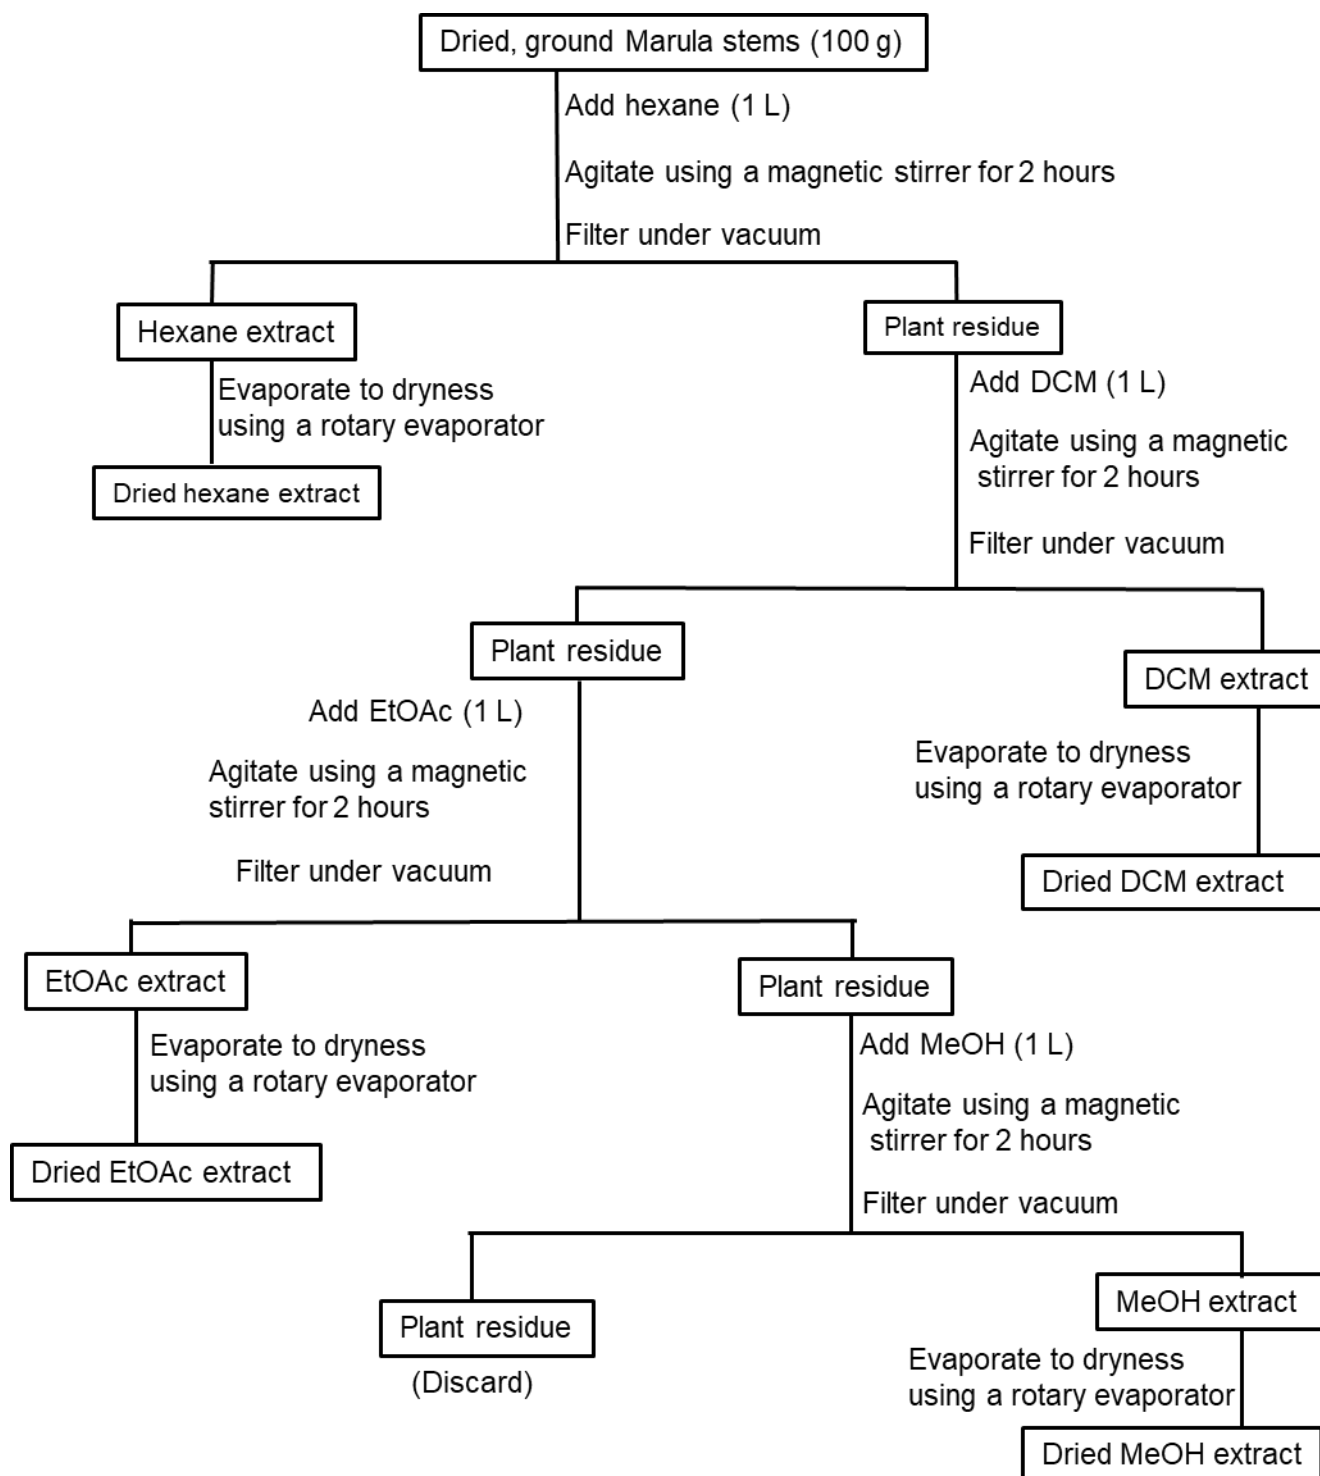 Dried, ground Marula stems (100 g)
Add hexane (1 L)
Agitate using a magnetic stirrer for 2 hours
Filter under vacuum
Hexane extract
Evaporate to dryness
using a rotary evaporator
Dried hexane extract
Plant residue
Add DCM (1 L)
Agitate using a magnetic
stirrer for 2 hours
Filter under vacuum
Plant residue
Add EtOAc (1 L)
Agitate using a magnetic
stirrer for 2 hours
Filter under vacuum
DCM extract
Evaporate to dryness
using a rotary evaporator
Dried DCM extract
EtOAc extract
Evaporate to dryness
using a rotary evaporator
Dried EtOAc extract
Plant residue
Add MeOH (1 L)
Agitate using a magnetic
stirrer for 2 hours
Filter under vacuum
Plant residue
(Discard)
MeOH extract
Evaporate to dryness
using a rotary evaporator
Dried MeOH extract